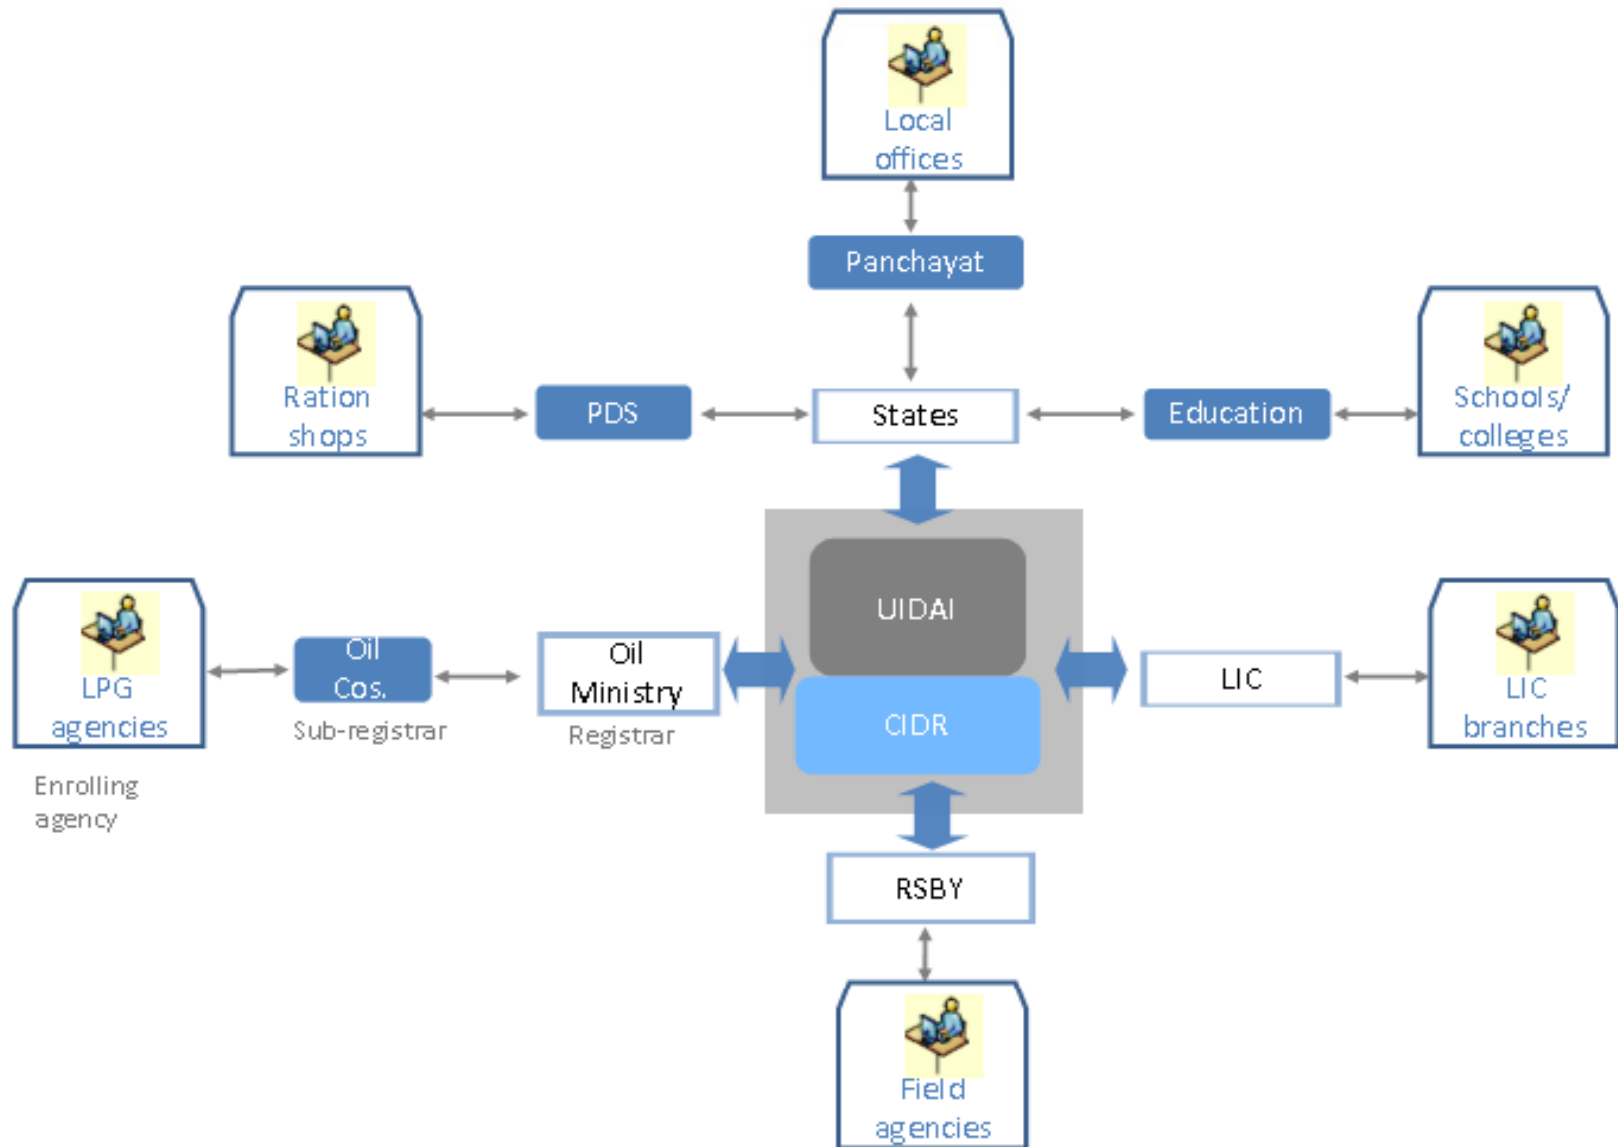 Local
offices
Panchayat
Ration
shops
PDS
States
Education
Schools/
colleges
UIDAI
LPG
agencies
Oil
Cos.
Oil
Ministry
LIC
LIC
branches
CIDR
Sub-registrar
Registrar
Enrolling
agency
RSBY
Field
agencies